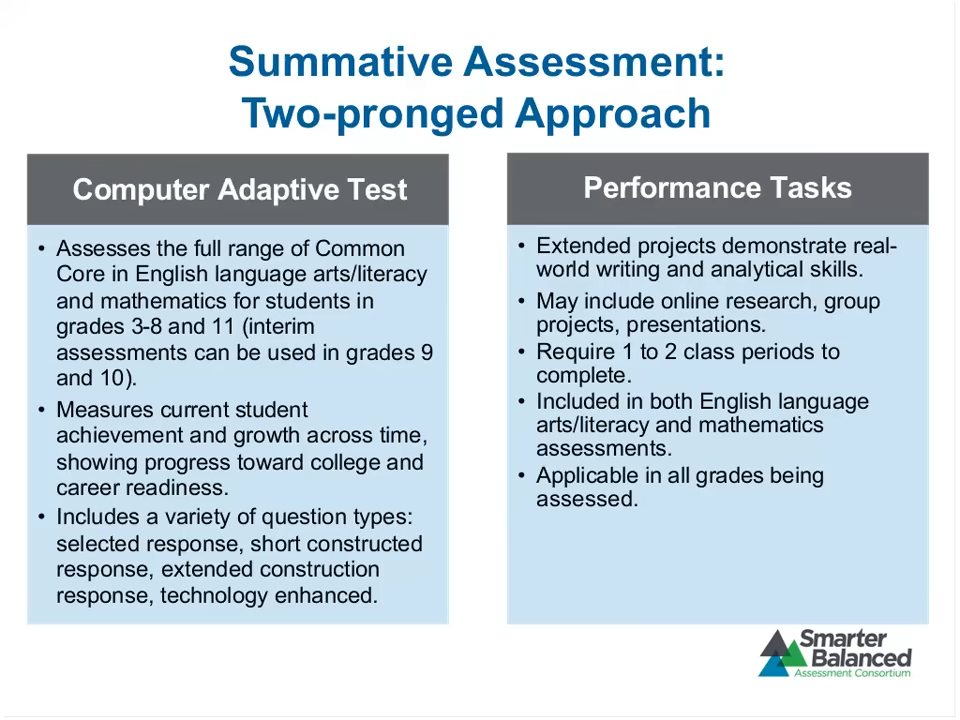 Summative Assessment:
Two-pronged Approach
Computer Adaptive Test
• Assesses the full range of Common
Core in English language arts/literacy
and mathematics for students in
grades 3-8 and 11 (interim
assessments can be used in grades 9
and 10).
• Measures current student
achievement and growth across time,
showing progress toward college and
career readiness.
• Includes a variety of question types:
selected response, short constructed
response, extended construction
response, technology enhanced.
Performance Tasks
• Extended projects demonstrate real-
world writing and analytical skills.
• May include online research, group
projects, presentations.
• Require 1 to 2 class periods to
complete.
• Included in both English language
arts/literacy and mathematics
assessments.
• Applicable in all grades being
assessed.
Smarter
Balanced
Assessment Consortium